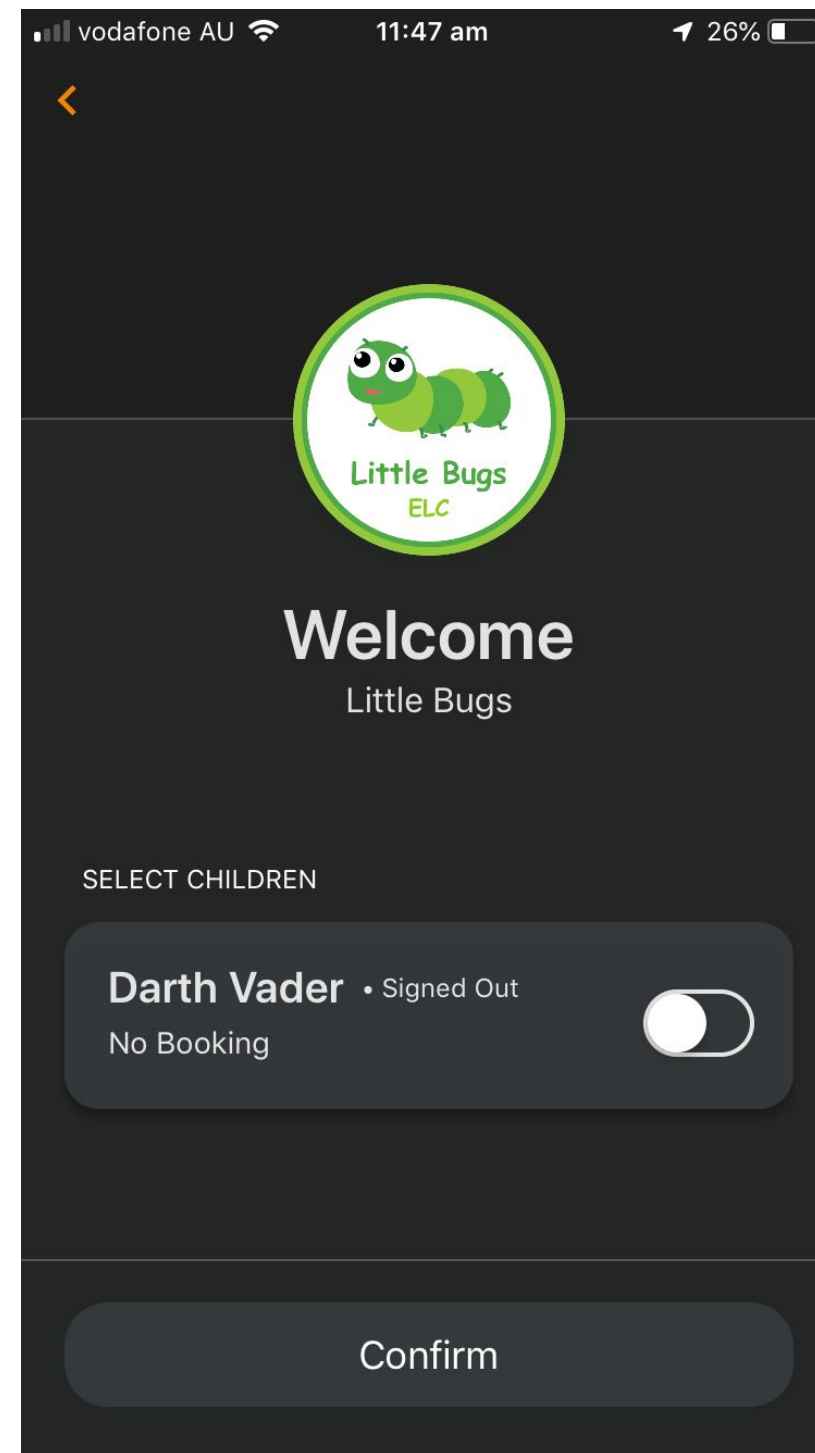 vodafone AU 11:47 am 26%
Little Bugs
ELC
Welcome
Little Bugs
SELECT CHILDREN
Darth Vader • Signed Out
No Booking
Confirm